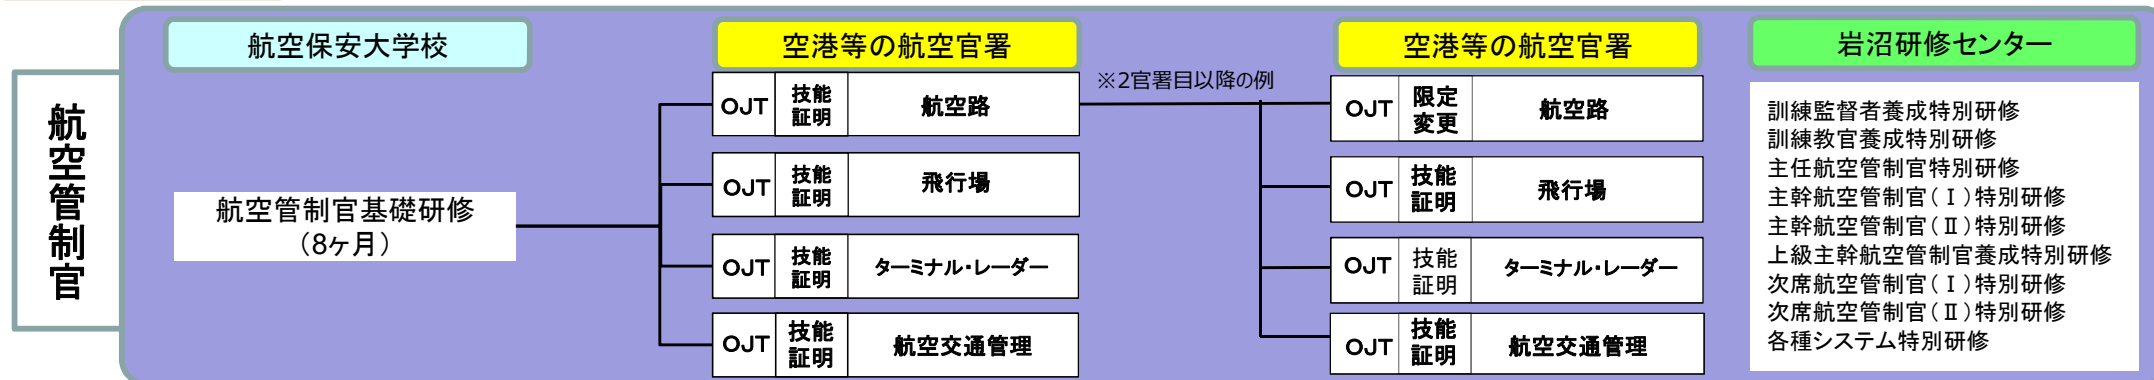 航空管制官
航空保安大学校
航空管制官基礎研修
(8ヶ月)
空港等の航空官署
OJT 技能証明 航空路
OJT 技能証明 飛行場
OJT 技能証明 ターミナル・レーダー
OJT 技能証明 航空交通管理
※2官署目以降の例
空港等の航空官署
OJT 限定変更 航空路
OJT 技能証明 飛行場
OJT 技能証明 ターミナル・レーダー
OJT 技能証明 航空交通管理
岩沼研修センター
訓練監督者養成特別研修
訓練教官養成特別研修
主任航空管制官特別研修
主幹航空管制官(Ⅰ)特別研修
主幹航空管制官(Ⅱ)特別研修
上級主幹航空管制官養成特別研修
次席航空管制官(Ⅰ)特別研修
次席航空管制官(Ⅱ)特別研修
各種システム特別研修